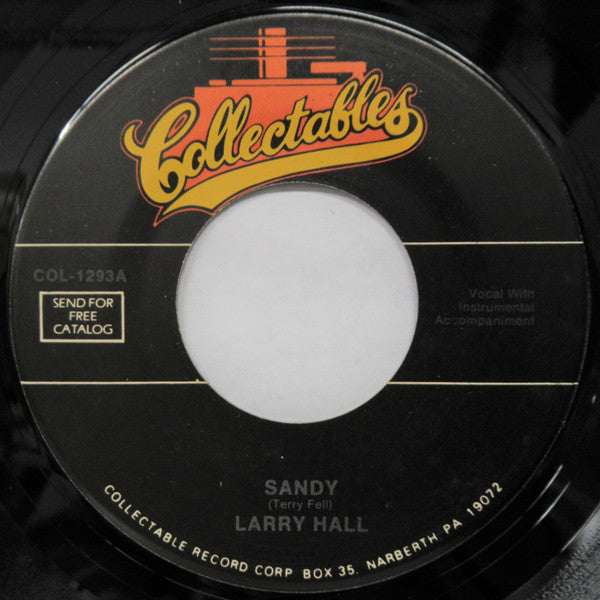 Collectables
COL-1293A
SEND FOR
FREE
CATALOG
Vocal With
Instrumental
Accompaniment
SANDY
(Terry Fell)
LARRY HALL
COLLECTABLE RECORD CORP BOX 35. NARBERTH PA 19072